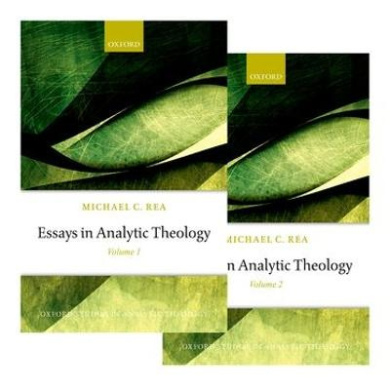 OXFORD
MICHAEL C. REA
Essays in Analytic Theology
Volume 1
OXFORD STUDIES IN ANALYTIC THEOLOGY
OXFORD
MICHAEL C. REA
n Analytic Theology
Volume 2
OXFORD STUDIES IN ANALYTIC THEOLOGY